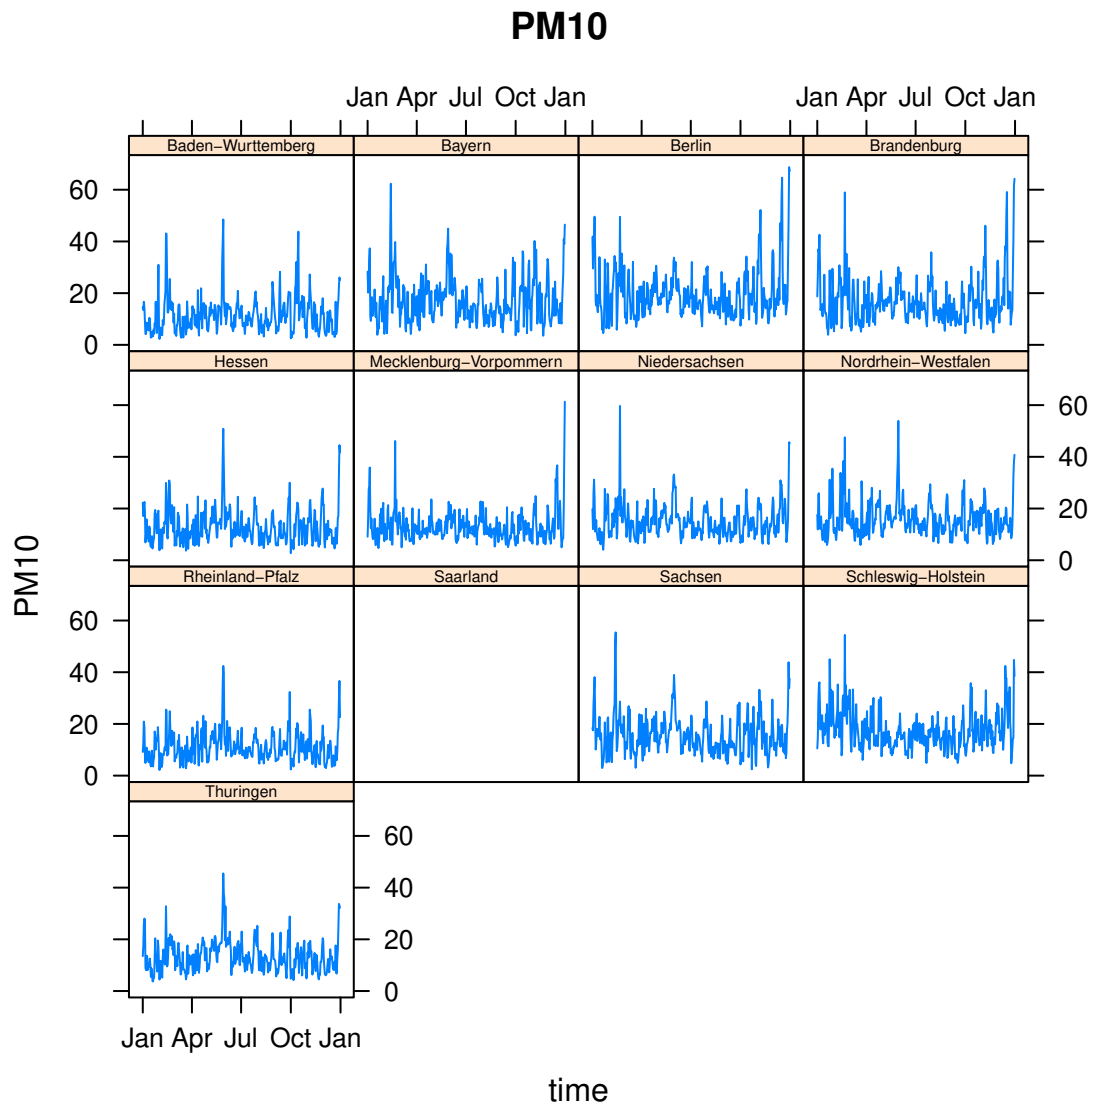 PM10
Jan Apr Jul Oct Jan
Jan Apr Jul Oct Jan
Baden−Wurttemberg
Bayern
Berlin
Brandenburg
60
40
20
0
Hessen
Mecklenburg−Vorpommern
Niedersachsen
Nordrhein−Westfalen
60
40
20
0
PM10
Rheinland−Pfalz
Saarland
Sachsen
Schleswig−Holstein
60
40
20
0
Thuringen
60
40
20
0
Jan Apr Jul Oct Jan
time